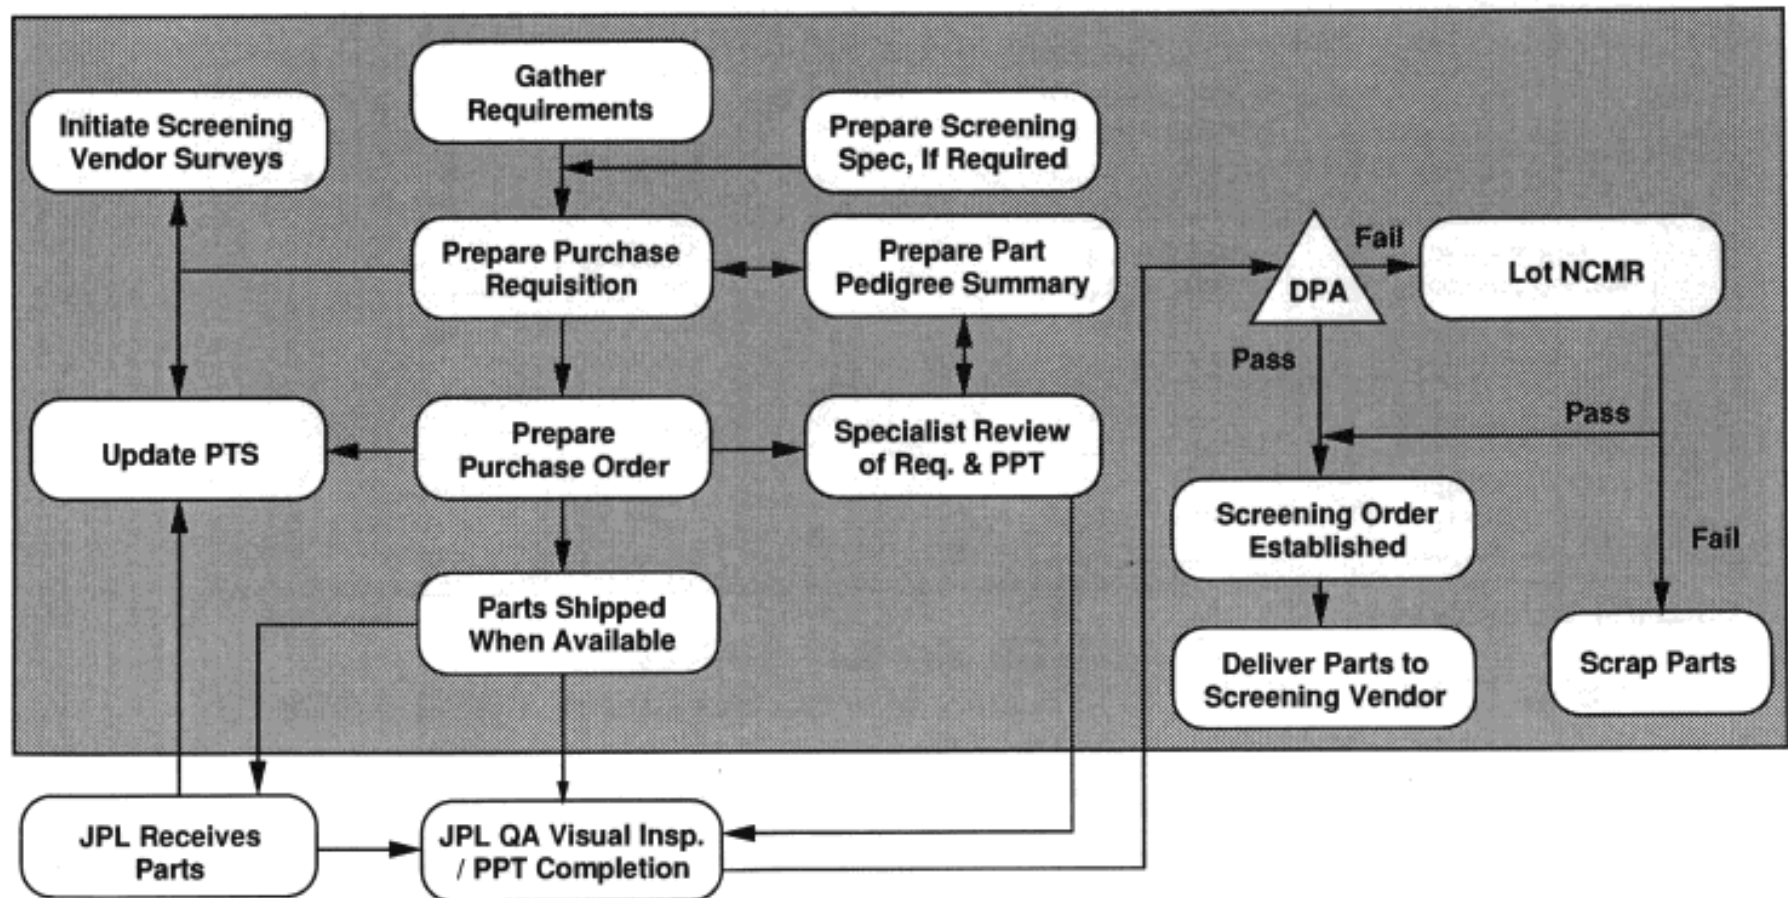 Gather
Requirements
Initiate Screening
Vendor Surveys
Prepare Screening
Spec, If Required
Prepare Purchase
Requisition
Prepare Part
Pedigree Summary
DPA
Fail
Lot NCMR
Pass
Pass
Update PTS
Prepare
Purchase Order
Specialist Review
of Req. & PPT
Screening Order
Established
Fail
Parts Shipped
When Available
Deliver Parts to
Screening Vendor
Scrap Parts
JPL Receives
Parts
JPL QA Visual Insp.
/ PPT Completion